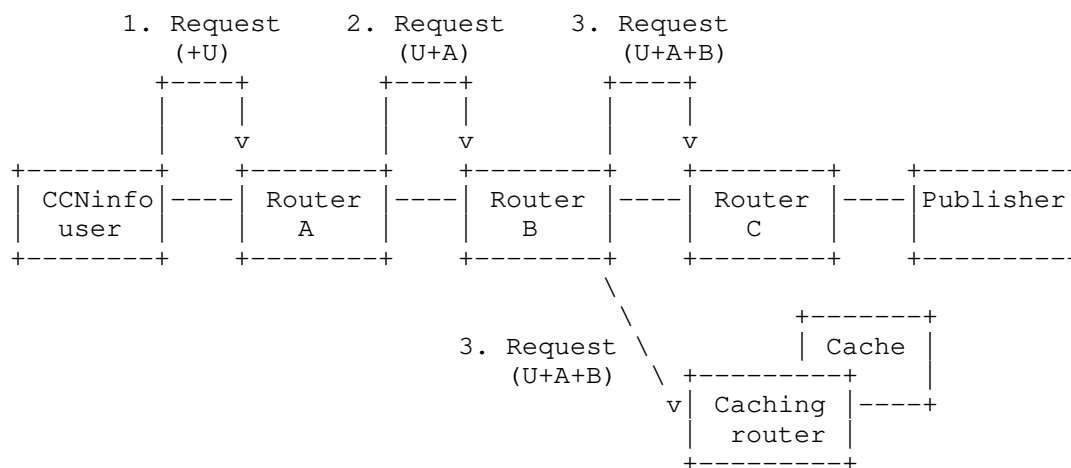 1. Request 2. Request 3. Request
(+U) (U+A) (U+A+B)
CCNinfo Router Router Router Publisher
user A B C
3. Request Cache
(U+A+B)
Caching
router